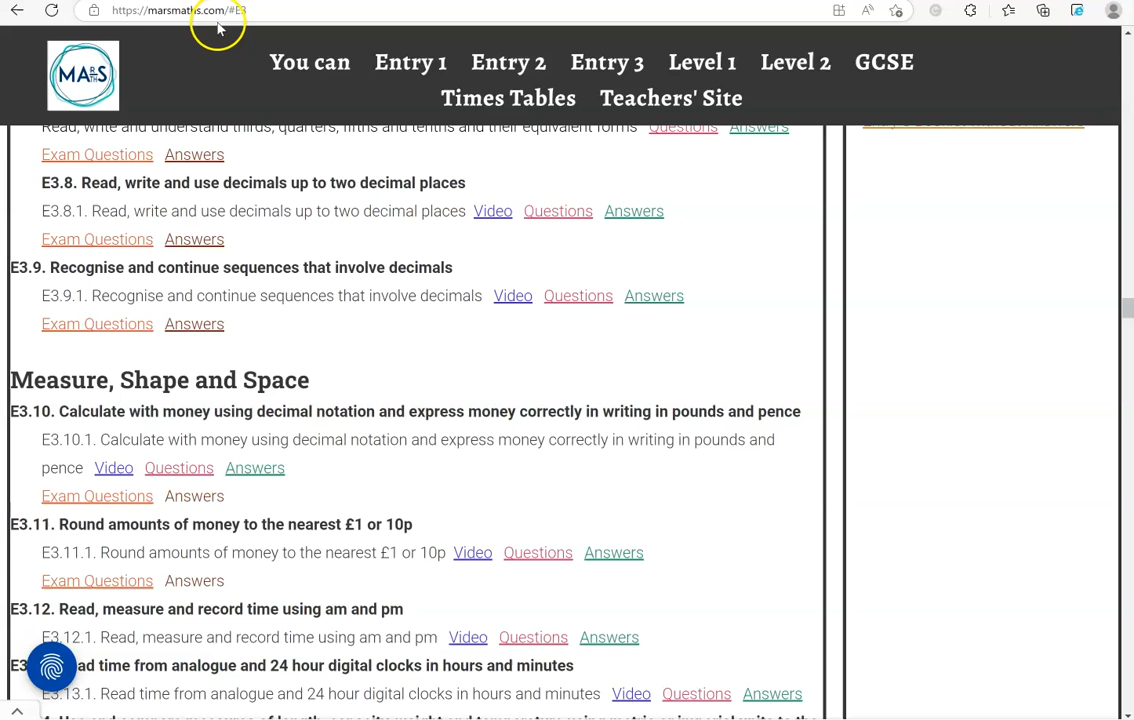 https://marsmaths.com/#E3
MARS
MATH
You can Entry 1 Entry 2 Entry 3 Level 1 Level 2 GCSE
Times Tables Teachers' Site
Read, write and understand thirds, quarters, fifths and tenths and their equivalent forms Questions Answers
Exam Questions Answers
E3.8. Read, write and use decimals up to two decimal places
E3.8.1. Read, write and use decimals up to two decimal places Video Questions Answers
Exam Questions Answers
E3.9. Recognise and continue sequences that involve decimals
E3.9.1. Recognise and continue sequences that involve decimals Video Questions Answers
Exam Questions Answers
Measure, Shape and Space
E3.10. Calculate with money using decimal notation and express money correctly in writing in pounds and pence
E3.10.1. Calculate with money using decimal notation and express money correctly in writing in pounds and
pence Video Questions Answers
Exam Questions Answers
E3.11. Round amounts of money to the nearest £1 or 10p
E3.11.1. Round amounts of money to the nearest £1 or 10p Video Questions Answers
Exam Questions Answers
E3.12. Read, measure and record time using am and pm
E3.12.1. Read, measure and record time using am and pm Video Questions Answers
time from analogue and 24 hour digital clocks in hours and minutes
E3.13.1. Read time from analogue and 24 hour digital clocks in hours and minutes Video Questions Answers